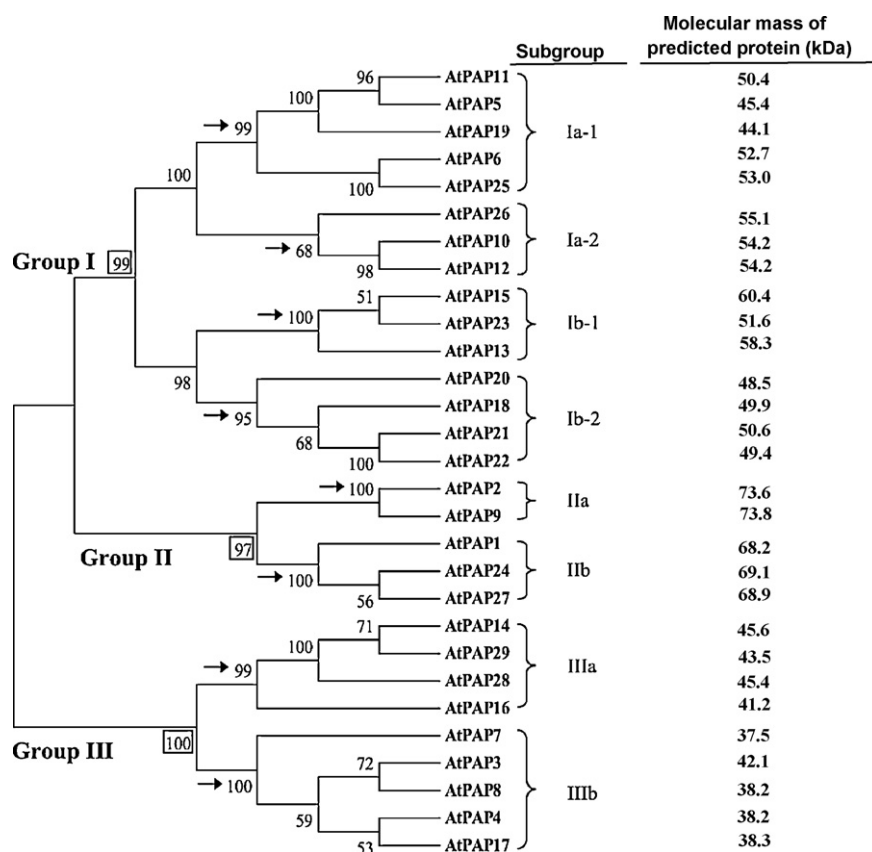 Subgroup
Molecular mass of
predicted protein (kDa)
96 AtPAP11 50.4
100 AtPAP5 45.4
→ 99 AtPAP19 Ia-1 44.1
AtPAP6 52.7
100 100 AtPAP25 53.0
AtPAP26 55.1
→ 68 AtPAP10 Ia-2 54.2
Group I 99 98 AtPAP12 54.2
51 AtPAP15 60.4
→ 100 AtPAP23 Ib-1 51.6
AtPAP13 58.3
98 AtPAP20 48.5
→ 95 AtPAP18 Ib-2 49.9
68 AtPAP21 50.6
100 AtPAP22 49.4
→ 100 AtPAP2 IIa 73.6
AtPAP9 73.8
Group II 97 AtPAP1 68.2
→ 100 AtPAP24 IIb 69.1
56 AtPAP27 68.9
71 AtPAP14 45.6
100 AtPAP29 43.5
→ 99 AtPAP28 IIIa 45.4
AtPAP16 41.2
Group III 100 AtPAP7 37.5
72 AtPAP3 42.1
→ 100 AtPAP8 IIIb 38.2
59 AtPAP4 38.2
53 AtPAP17 38.3